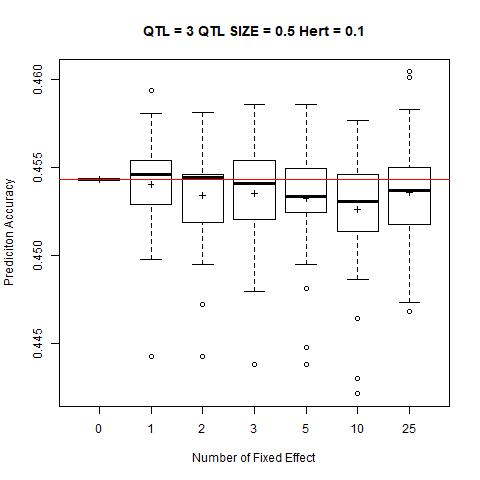 QTL = 3 QTL SIZE = 0.5 Hert = 0.1
0.460
0.455
0.450
0.445
Prediciton Accuracy
0 1 2 3 5 10 25
Number of Fixed Effect